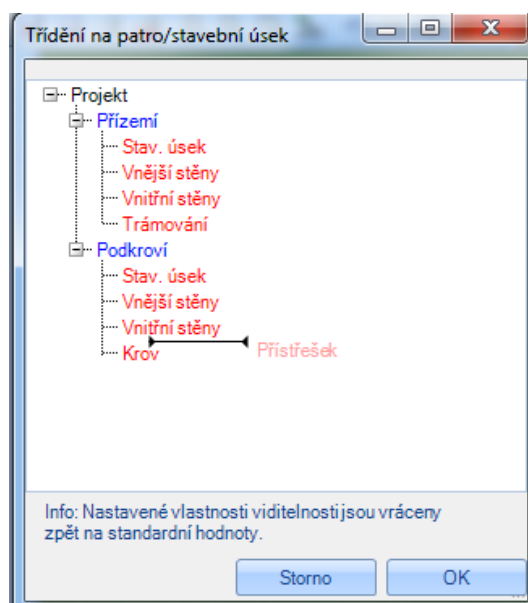 Třídění na patro/stavební úsek
Projekt
Přízemí
Stav. úsek
Vnější stěny
Vnitřní stěny
Trámování
Podkroví
Stav. úsek
Vnější stěny
Vnitřní stěny
Krov
Přístřešek
Info: Nastavené vlastnosti viditelnosti jsou vráceny
zpět na standardní hodnoty.
Storno
OK